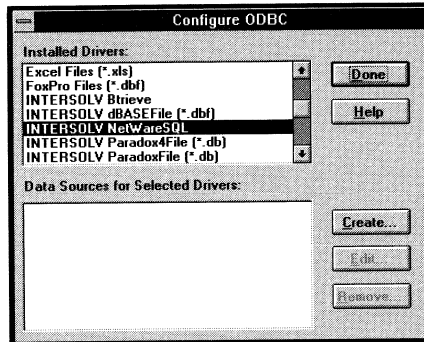 Configure ODBC
Installed Drivers:
Excel Files (*.xls)
FoxPro Files (*.dbf)
INTERSOLV Btrieve
INTERSOLV dBASEFile (*.dbf)
INTERSOLV NetWareSQL
INTERSOLV Paradox4File (*.db)
INTERSOLV ParadoxFile (*.db)
Done
Help
Data Sources for Selected Drivers:
Create...
Edit...
Remove...